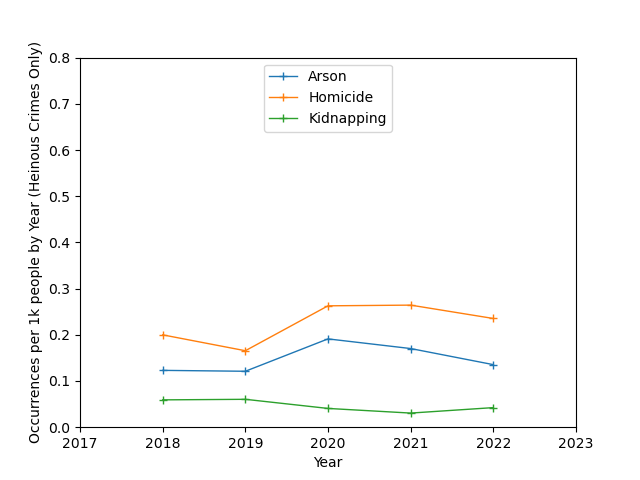 Occurrences per 1k people by Year (Heinous Crimes Only)
0.8
0.7
0.6
0.5
0.4
0.3
0.2
0.1
0.0
Arson
Homicide
Kidnapping
2017 2018 2019 2020 2021 2022 2023
Year